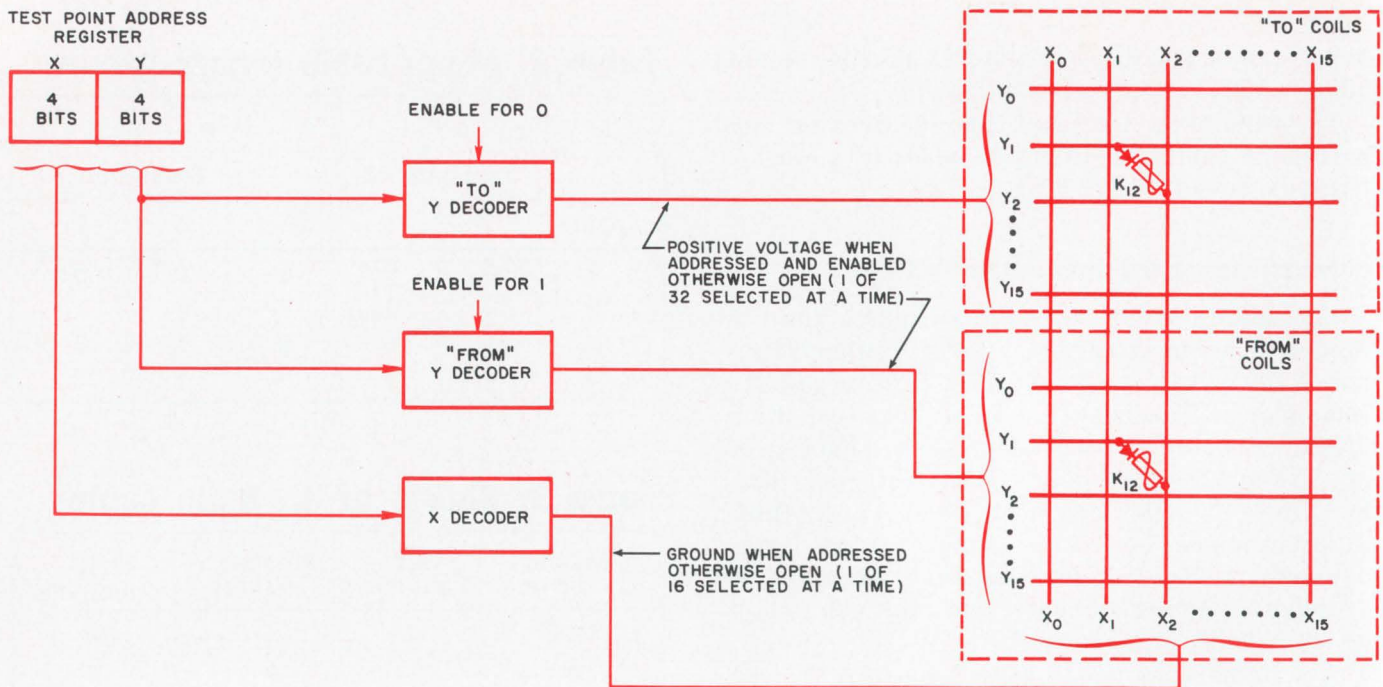 TEST POINT ADDRESS
REGISTER
X Y
4 BITS
4 BITS
ENABLE FOR 0
"TO"
Y DECODER
POSITIVE VOLTAGE WHEN
ADDRESSED AND ENABLED
OTHERWISE OPEN (1 OF
32 SELECTED AT A TIME)
ENABLE FOR 1
"FROM"
Y DECODER
X DECODER
GROUND WHEN ADDRESSED
OTHERWISE OPEN (1 OF
16 SELECTED AT A TIME)
"TO" COILS
X0 X1 X2 X15
Y0
Y1
K12
Y2
Y15
"FROM"
COILS
Y0
Y1
K12
Y2
Y15
X0 X1 X2 X15